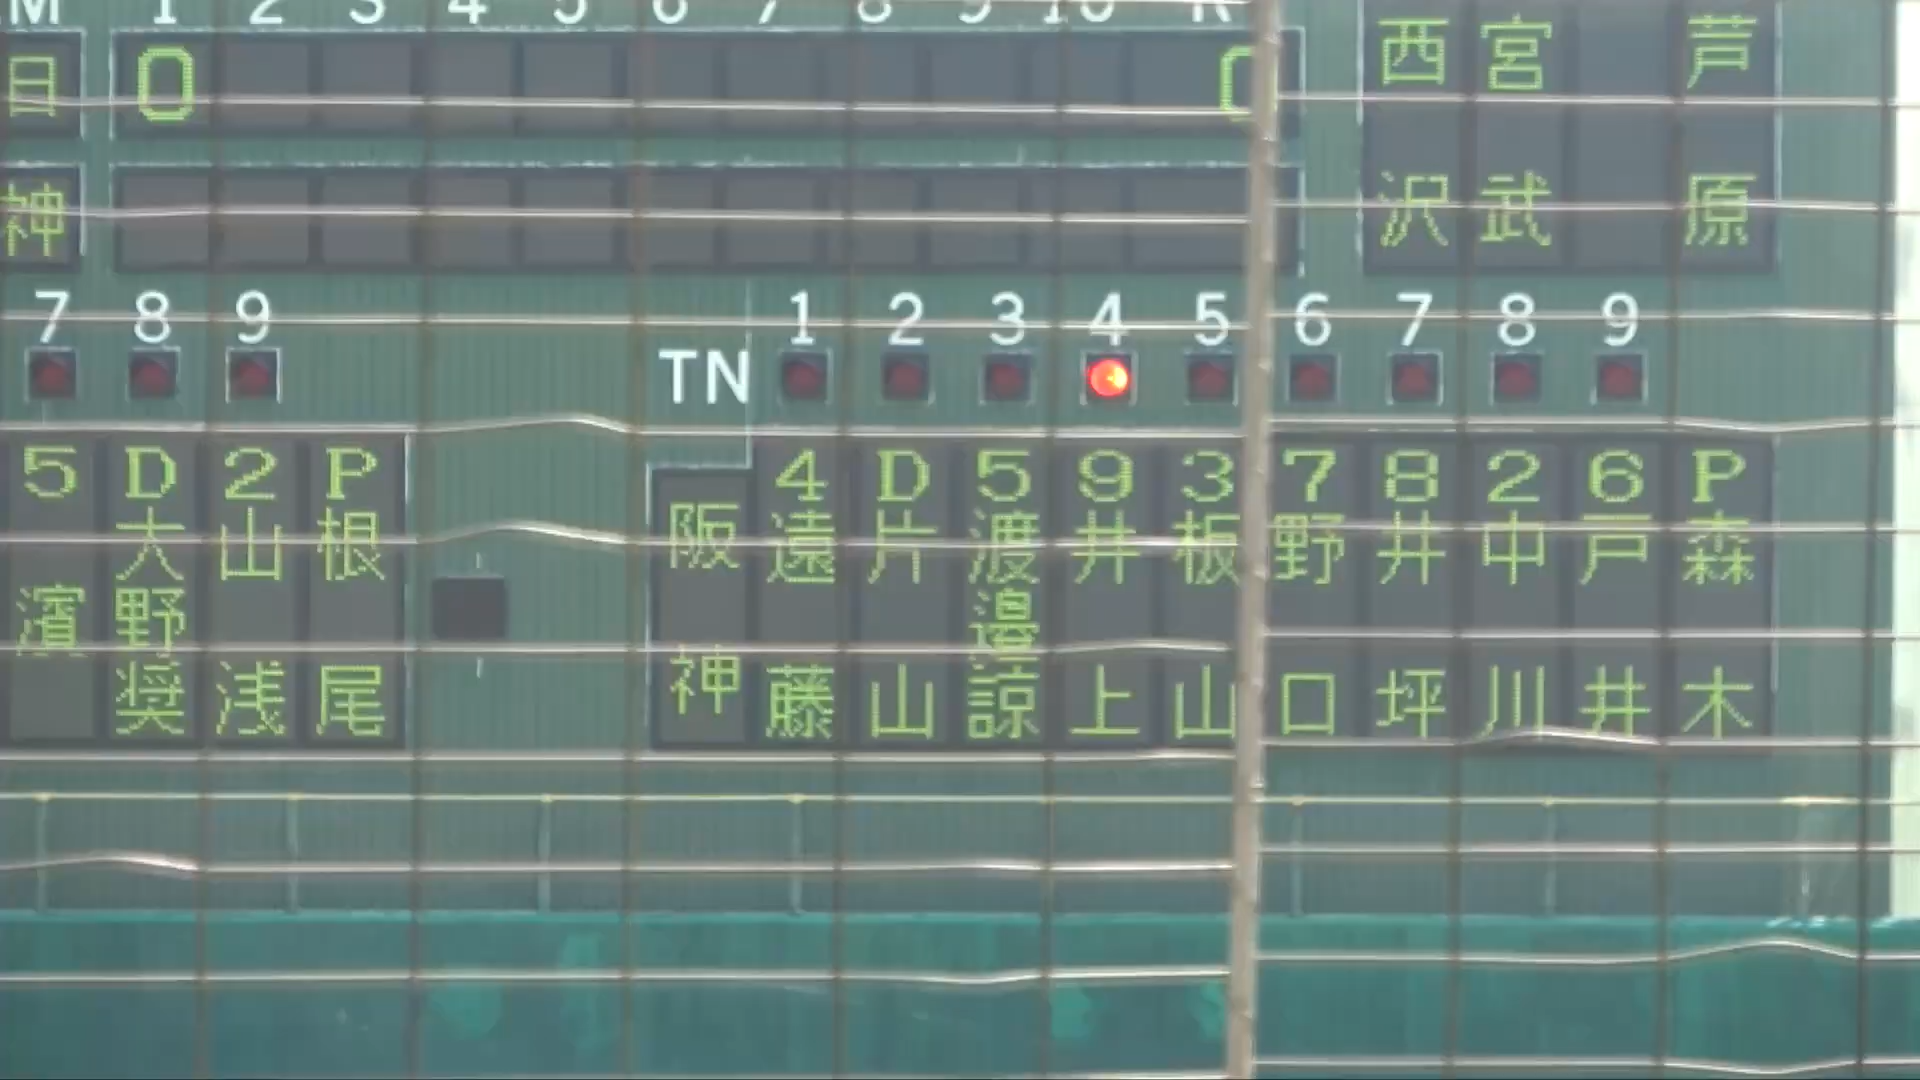 M 1 2 3 4 5 6 7 8 9 10 R
日 0 0
神
西宮 芦
沢武 原
7 8 9
TN 1 2 3 4 5 6 7 8 9
5 濱
D 大野奨
2 山浅
P 根尾
阪神
4 遠藤
D 片山
5 渡邉諒
9 井上
3 板山
7 野口
8 井坪
2 中川
6 戸井
P 森木